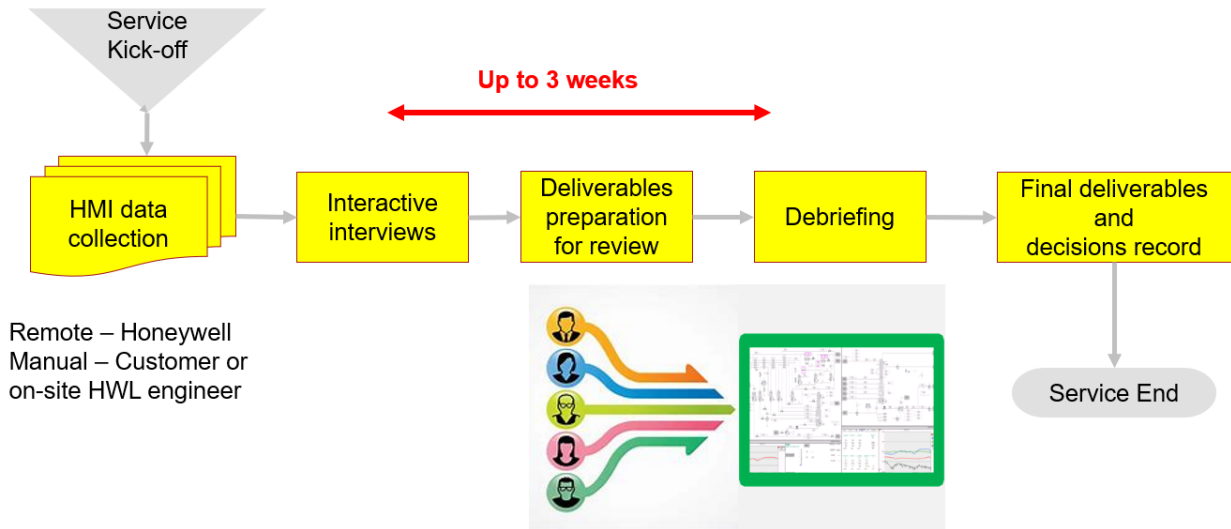 Service
Kick-off
Up to 3 weeks
HMI data
collection
Interactive
interviews
Deliverables
preparation
for review
Debriefing
Final deliverables
and
decisions record
Remote – Honeywell
Manual – Customer or
on-site HWL engineer
Service End